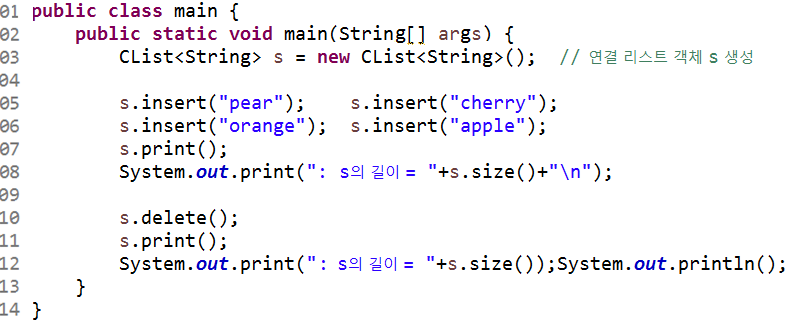 01 public class main {
02     public static void main(String[] args) {
03         CList<String> s = new CList<String>();  // 연결 리스트 객체 s 생성
04
05         s.insert("pear");    s.insert("cherry");
06         s.insert("orange");  s.insert("apple");
07         s.print();
08         System.out.print(": s의 길이 = "+s.size()+"\n");
09
10         s.delete();
11         s.print();
12         System.out.print(": s의 길이 = "+s.size());System.out.println();
13     }
14 }